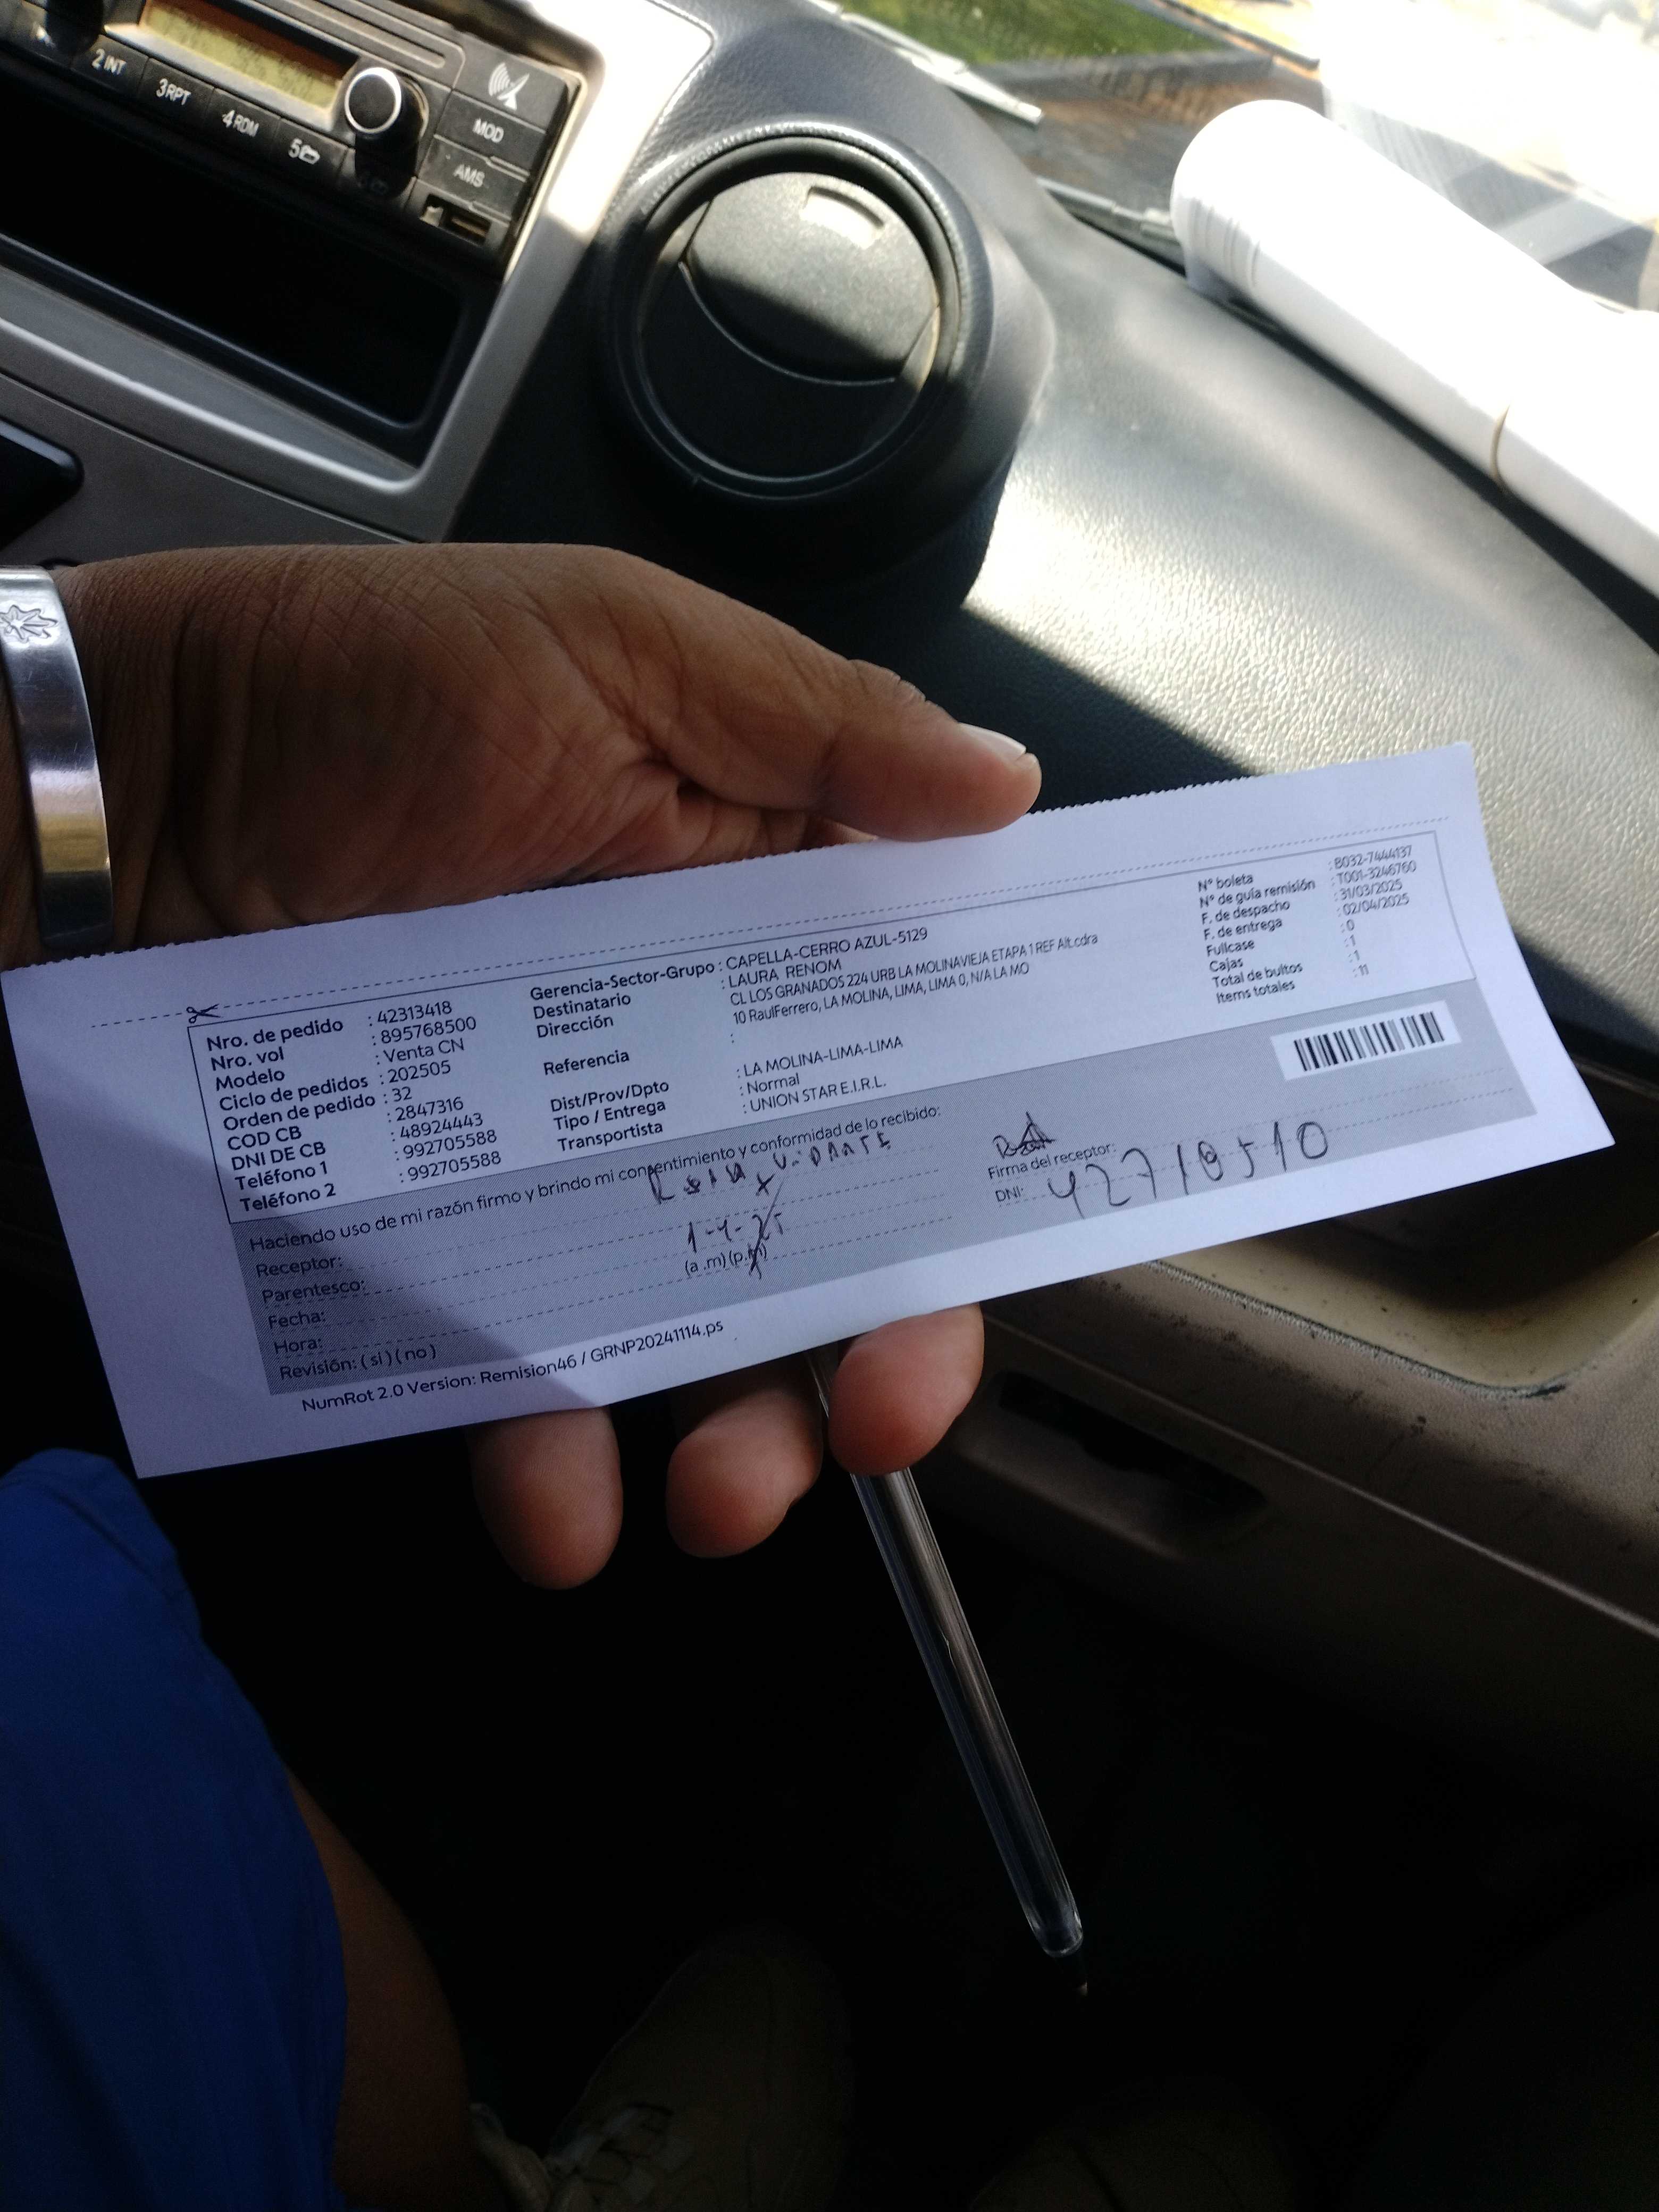 2 INT
3 RPT
4 RDM
5
MOD
AMS
Nro. de pedido : 42313418
Nro. vol : 895768500
Modelo : Venta CN
Ciclo de pedidos : 202505
Orden de pedido : 32
COD CB : 2847316
DNI DE CB : 48924443
Teléfono 1 : 992705588
Teléfono 2 : 992705588
Gerencia-Sector-Grupo : CAPELLA-CERRO AZUL-5129
Destinatario : LAURA RENOM
Dirección CL LOS GRANADOS 224 URB LA MOLINAVIEJA ETAPA 1 REF Alt.cdra
10 RaulFerrero, LA MOLINA, LIMA, LIMA 0, N/A LA MO
Referencia :
Dist/Prov/Dpto : LA MOLINA-LIMA-LIMA
Tipo / Entrega : Normal
Transportista : UNION STAR E.I.R.L.
N° boleta : B032-7444137
N° de guía remisión : T001-3246760
F. de despacho : 31/03/2025
F. de entrega : 02/04/2025
Fullcase : 0
Cajas : 1
Total de bultos : 1
Items totales : 11
Haciendo uso de mi razón firmo y brindo mi consentimiento y conformidad de lo recibido:
Receptor:
Parentesco:
Fecha: 1-4-25
Hora: (a .m) (p.m)
Revisión: ( si ) ( no )
Firma del receptor:
DNI: 42718510
NumRot 2.0 Version: Remision46 / GRNP20241114.ps